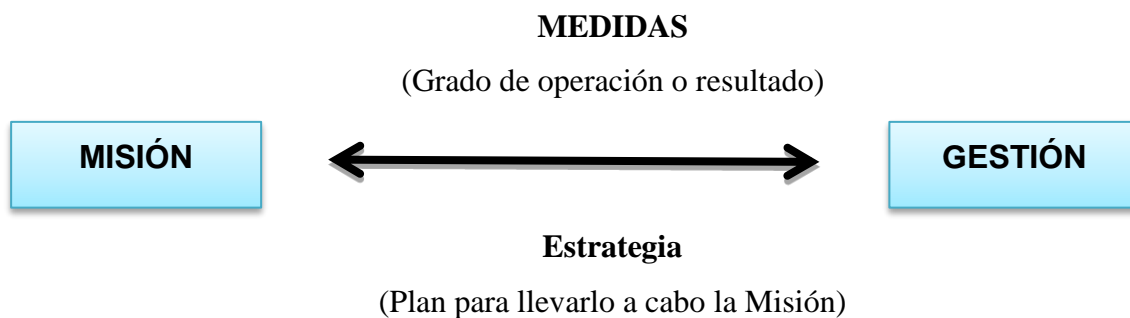 MEDIDAS
(Grado de operación o resultado)
MISIÓN
GESTIÓN
Estrategia
(Plan para llevarlo a cabo la Misión)